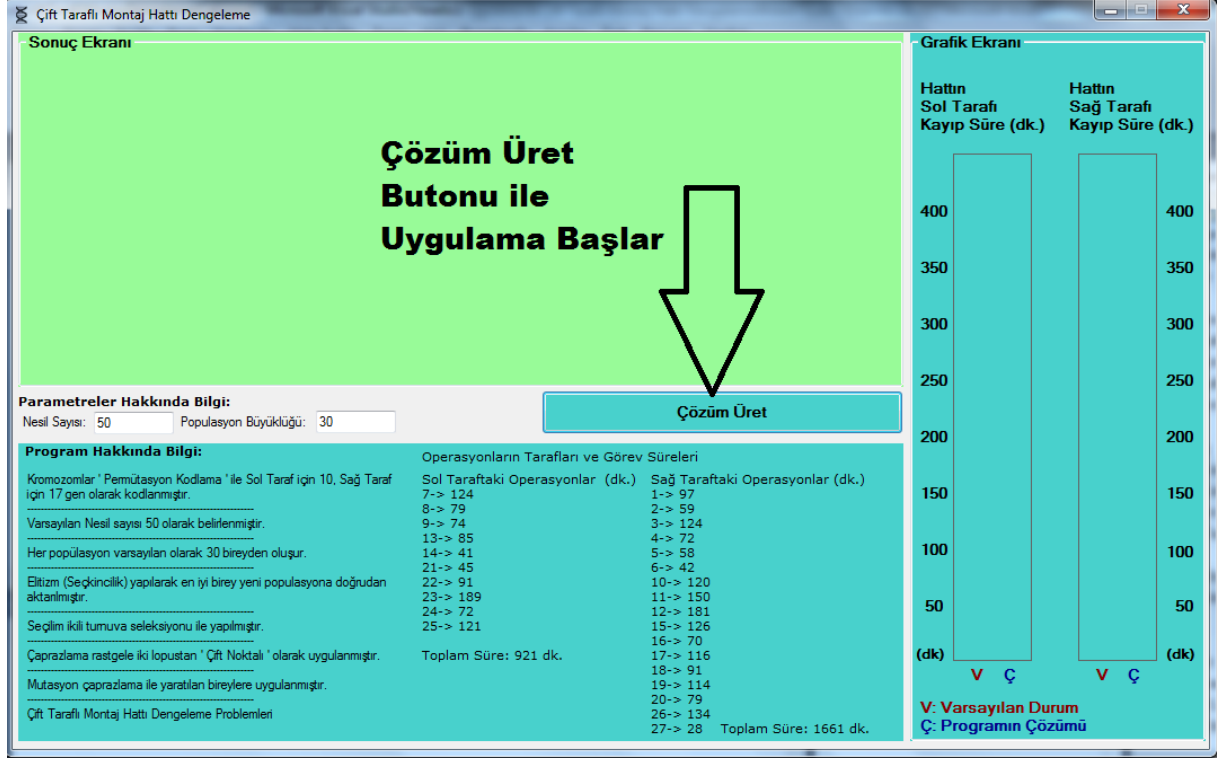 Çift Taraflı Montaj Hattı Dengeleme
Sonuç Ekranı
Çözüm Üret
Butonu ile
Uygulama Başlar
Parametreler Hakkında Bilgi:
Nesil Sayısı: 50 Populasyon Büyüklüğü: 30
Çözüm Üret
Program Hakkında Bilgi:
Kromozomlar ' Permütasyon Kodlama ' ile Sol Taraf için 10, Sağ Taraf
için 17 gen olarak kodlanmıştır.
Varsayılan Nesil sayısı 50 olarak belirlenmiştir.
Her popülasyon varsayılan olarak 30 bireyden oluşur.
Elitizm (Seçkincilik) yapılarak en iyi birey yeni populasyona doğrudan
aktarılmıştır.
Seçilim ikili turnuva seleksiyonu ile yapılmıştır.
Çaprazlama rastgele iki lopustan ' Çift Noktalı ' olarak uygulanmıştır.
Mutasyon çaprazlama ile yaratılan bireylere uygulanmıştır.
Çift Taraflı Montaj Hattı Dengeleme Problemleri
Operasyonların Tarafları ve Görev Süreleri
Sol Taraftaki Operasyonlar (dk.)
7-> 124
8-> 79
9-> 74
13-> 85
14-> 41
21-> 45
22-> 91
23-> 189
24-> 72
25-> 121
Toplam Süre: 921 dk.
Sağ Taraftaki Operasyonlar (dk.)
1-> 97
2-> 59
3-> 124
4-> 72
5-> 58
6-> 42
10-> 120
11-> 150
12-> 181
15-> 126
16-> 70
17-> 116
18-> 91
19-> 114
20-> 79
26-> 134
27-> 28 Toplam Süre: 1661 dk.
Grafik Ekranı
Hattın
Sol Tarafı
Kayıp Süre (dk.)
Hattın
Sağ Tarafı
Kayıp Süre (dk.)
400 400
350 350
300 300
250 250
200 200
150 150
100 100
50 50
(dk) (dk)
V Ç V Ç
V: Varsayılan Durum
Ç: Programın Çözümü